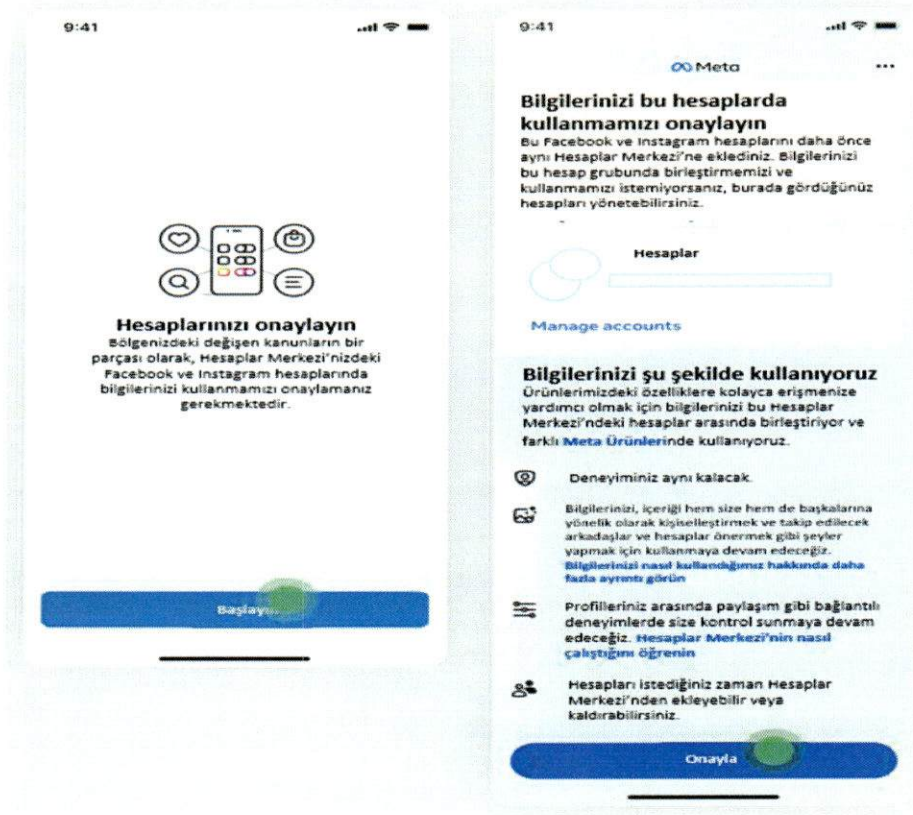 9:41
Hesaplarınızı onaylayın
Bölgenizdeki değişen kanunların bir
parçası olarak, Hesaplar Merkezi'nizdeki
Facebook ve Instagram hesaplarında
bilgilerinizi kullanmamızı onaylamanız
gerekmektedir.
9:41
Meta
Bilgilerinizi bu hesaplarda
kullanmamızı onaylayın
Bu Facebook ve Instagram hesaplarını daha önce
aynı Hesaplar Merkezi'ne eklediniz. Bilgilerinizi
bu hesap grubunda birleştirmemizi ve
kullanmamızı istemiyorsanız, burada gördüğünüz
hesapları yönetebilirsiniz.
Hesaplar
Manage accounts
Bilgilerinizi şu şekilde kullanıyoruz
Ürünlerimizdeki özelliklere kolayca erişmenize
yardımcı olmak için bilgilerinizi bu Hesaplar
Merkezi'ndeki hesaplar arasında birleştiriyor ve
farklı Meta Ürünlerinde kullanıyoruz.
Deneyiminiz aynı kalacak.
Bilgilerinizi, içeriği hem size hem de başkalarına
yönelik olarak kişiselleştirmek ve takip edilecek
arkadaşlar ve hesaplar önermek gibi şeyler
yapmak için kullanmaya devam edeceğiz.
Bilgilerinizi nasıl kullandığımız hakkında daha
fazla ayrıntı görün
Profilleriniz arasında paylaşım gibi bağlantılı
deneyimlerde size kontrol sunmaya devam
edeceğiz. Hesaplar Merkezi'nin nasıl
çalıştığını öğrenin
Hesapları istediğiniz zaman Hesaplar
Merkezi'nden ekleyebilir veya
kaldırabilirsiniz.
Onayla